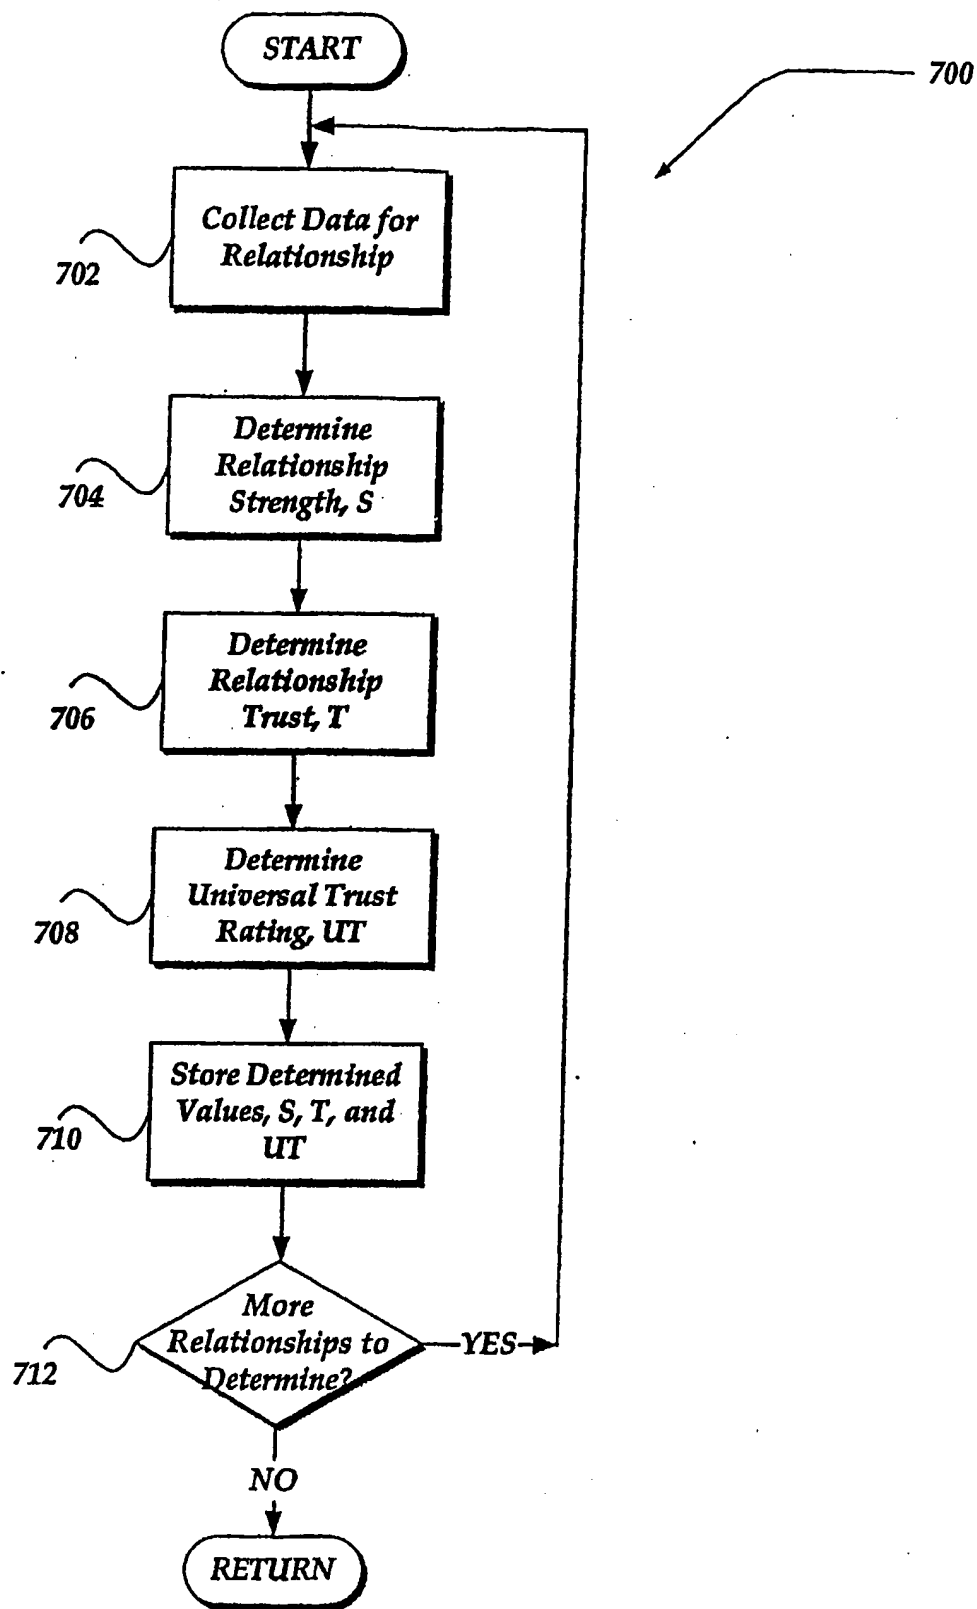 START
700
Collect Data for
Relationship
702
Determine
Relationship
Strength, S
704
Determine
Relationship
Trust, T
706
Determine
Universal Trust
Rating, UT
708
Store Determined
Values, S, T, and
UT
710
More
Relationships to
Determine?
712
YES
NO
RETURN